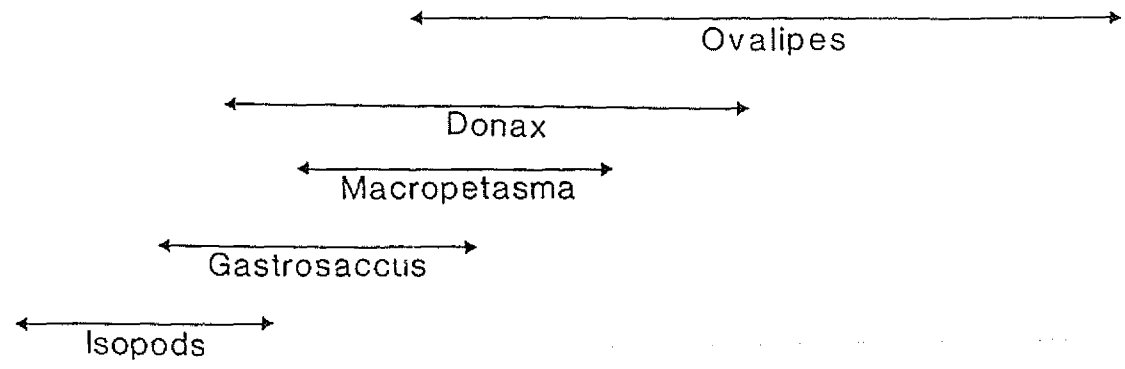 Ovalipes
Donax
Macropetasma
Gastrosaccus
Isopods